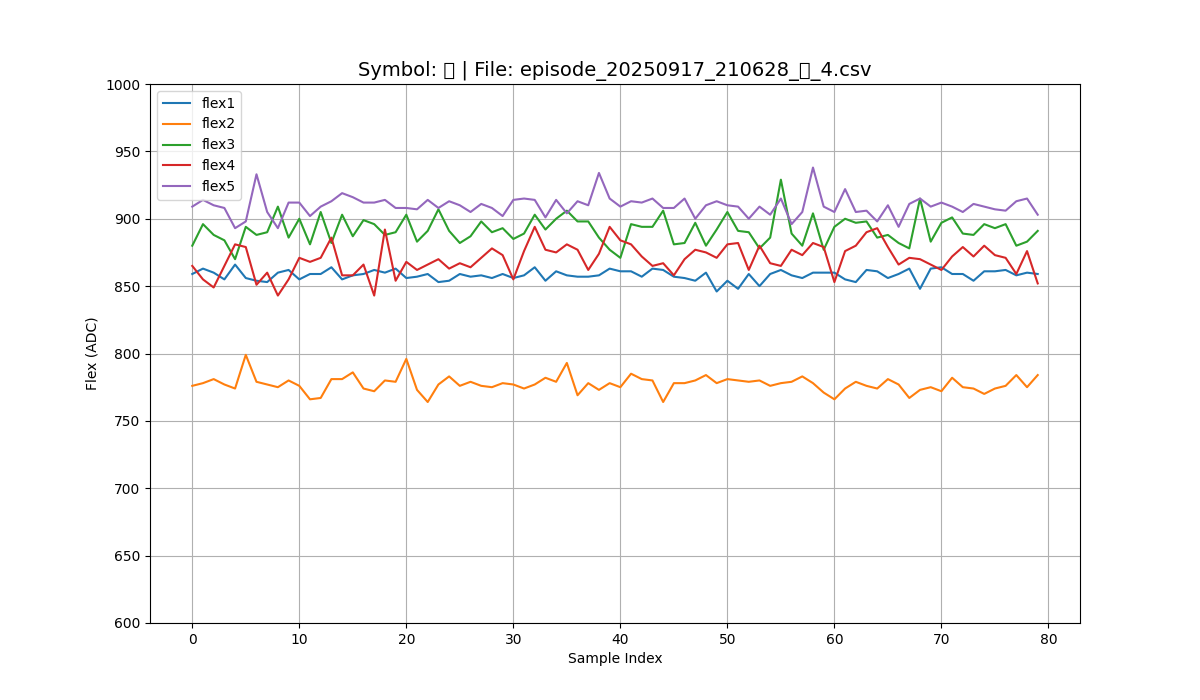 Symbol: | File: episode_20250917_210628_ _4.csv
1000
950
900
850
800
750
700
650
600
Flex (ADC)
flex1
flex2
flex3
flex4
flex5
0 10 20 30 40 50 60 70 80
Sample Index